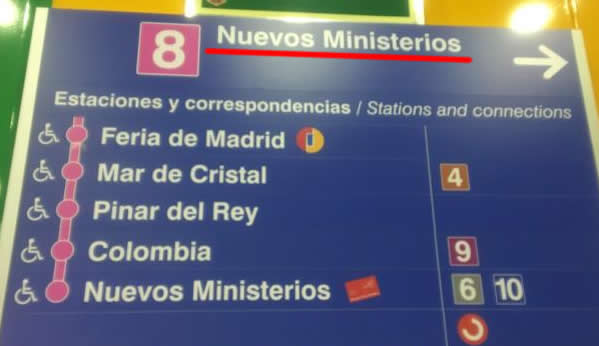 8 Nuevos Ministerios
Estaciones y correspondencias / Stations and connections
Feria de Madrid
Mar de Cristal 4
Pinar del Rey
Colombia 9
Nuevos Ministerios 6 10